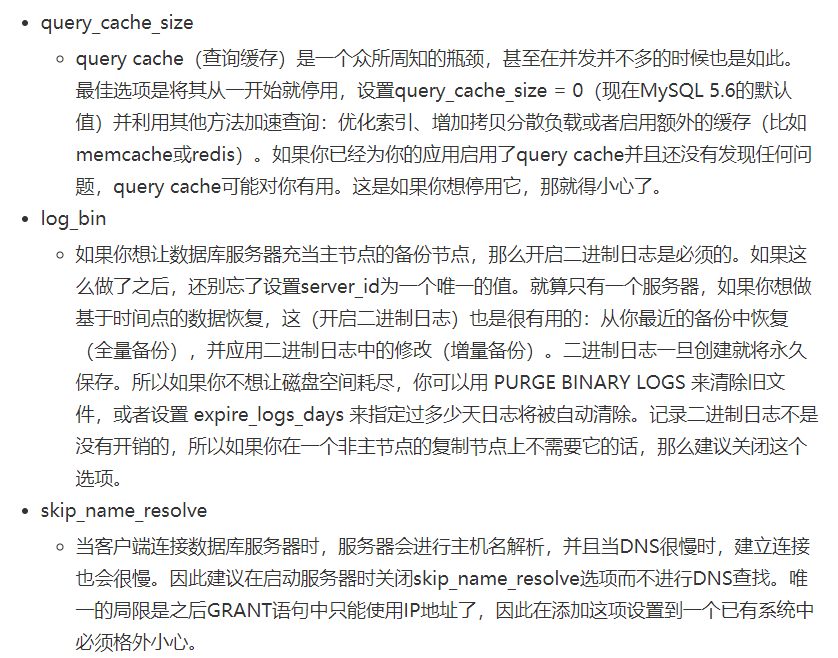 query_cache_size
query cache（查询缓存）是一个众所周知的瓶颈，甚至在并发并不多的时候也是如此。
最佳选项是将其从一开始就停用，设置query_cache_size = 0（现在MySQL 5.6的默认
值）并利用其他方法加速查询：优化索引、增加拷贝分散负载或者启用额外的缓存（比如
memcache或redis）。如果你已经为你的应用启用了query cache并且还没有发现任何问
题，query cache可能对你有用。这是如果你想停用它，那就得小心了。
log_bin
如果你想让数据库服务器充当主节点的备份节点，那么开启二进制日志是必须的。如果这
么做了之后，还别忘了设置server_id为一个唯一的值。就算只有一个服务器，如果你想做
基于时间点的数据恢复，这（开启二进制日志）也是很有用的：从你最近的备份中恢复
（全量备份），并应用二进制日志中的修改（增量备份）。二进制日志一旦创建就将永久
保存。所以如果你不想让磁盘空间耗尽，你可以用 PURGE BINARY LOGS 来清除旧文
件，或者设置 expire_logs_days 来指定过多少天日志将被自动清除。记录二进制日志不是
没有开销的，所以如果你在一个非主节点的复制节点上不需要它的话，那么建议关闭这个
选项。
skip_name_resolve
当客户端连接数据库服务器时，服务器会进行主机名解析，并且当DNS很慢时，建立连接
也会很慢。因此建议在启动服务器时关闭skip_name_resolve选项而不进行DNS查找。唯
一的局限是之后GRANT语句中只能使用IP地址了，因此在添加这项设置到一个已有系统中
必须格外小心。